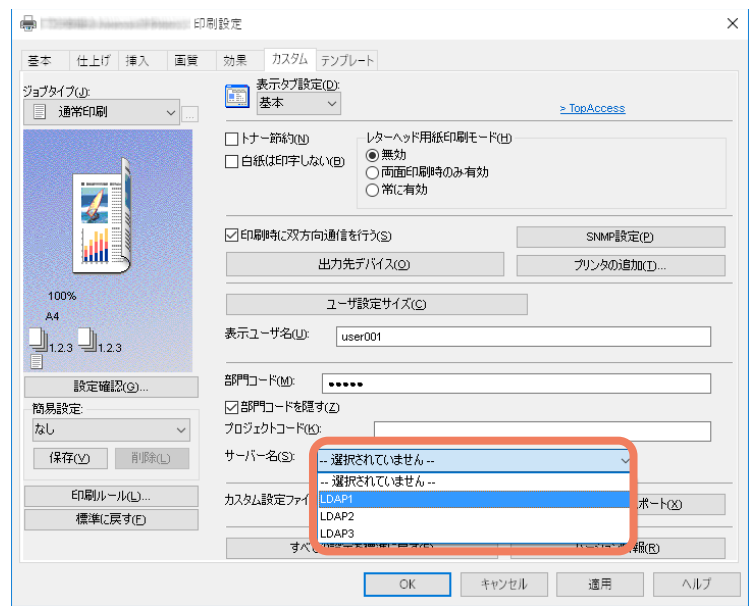 印刷設定
基本 仕上げ 挿入 画質 効果 カスタム テンプレート
ジョブタイプ(J):
通常印刷
...
100%
A4
1.2.3 1.2.3
設定確認(G)...
簡易設定:
なし
保存(V) 削除(L)
印刷ルール(L)...
標準に戻す(F)
表示タブ設定(D):
基本
> TopAccess
トナー節約(N)
白紙は印字しない(B)
レターヘッド用紙印刷モード(H)
無効
両面印刷時のみ有効
常に有効
印刷時に双方向通信を行う(S)
SNMP設定(P)
出力先デバイス(O)
プリンタの追加(T)...
ユーザ設定サイズ(C)
表示ユーザ名(U): user001
部門コード(M): •••••
部門コードを隠す(Z)
プロジェクトコード(K):
サーバー名(S): -- 選択されていません --
-- 選択されていません --
LDAP1
LDAP2
LDAP3
カスタム設定ファイ
ポート(X)
すべ
報(R)
OK キャンセル 適用 ヘルプ